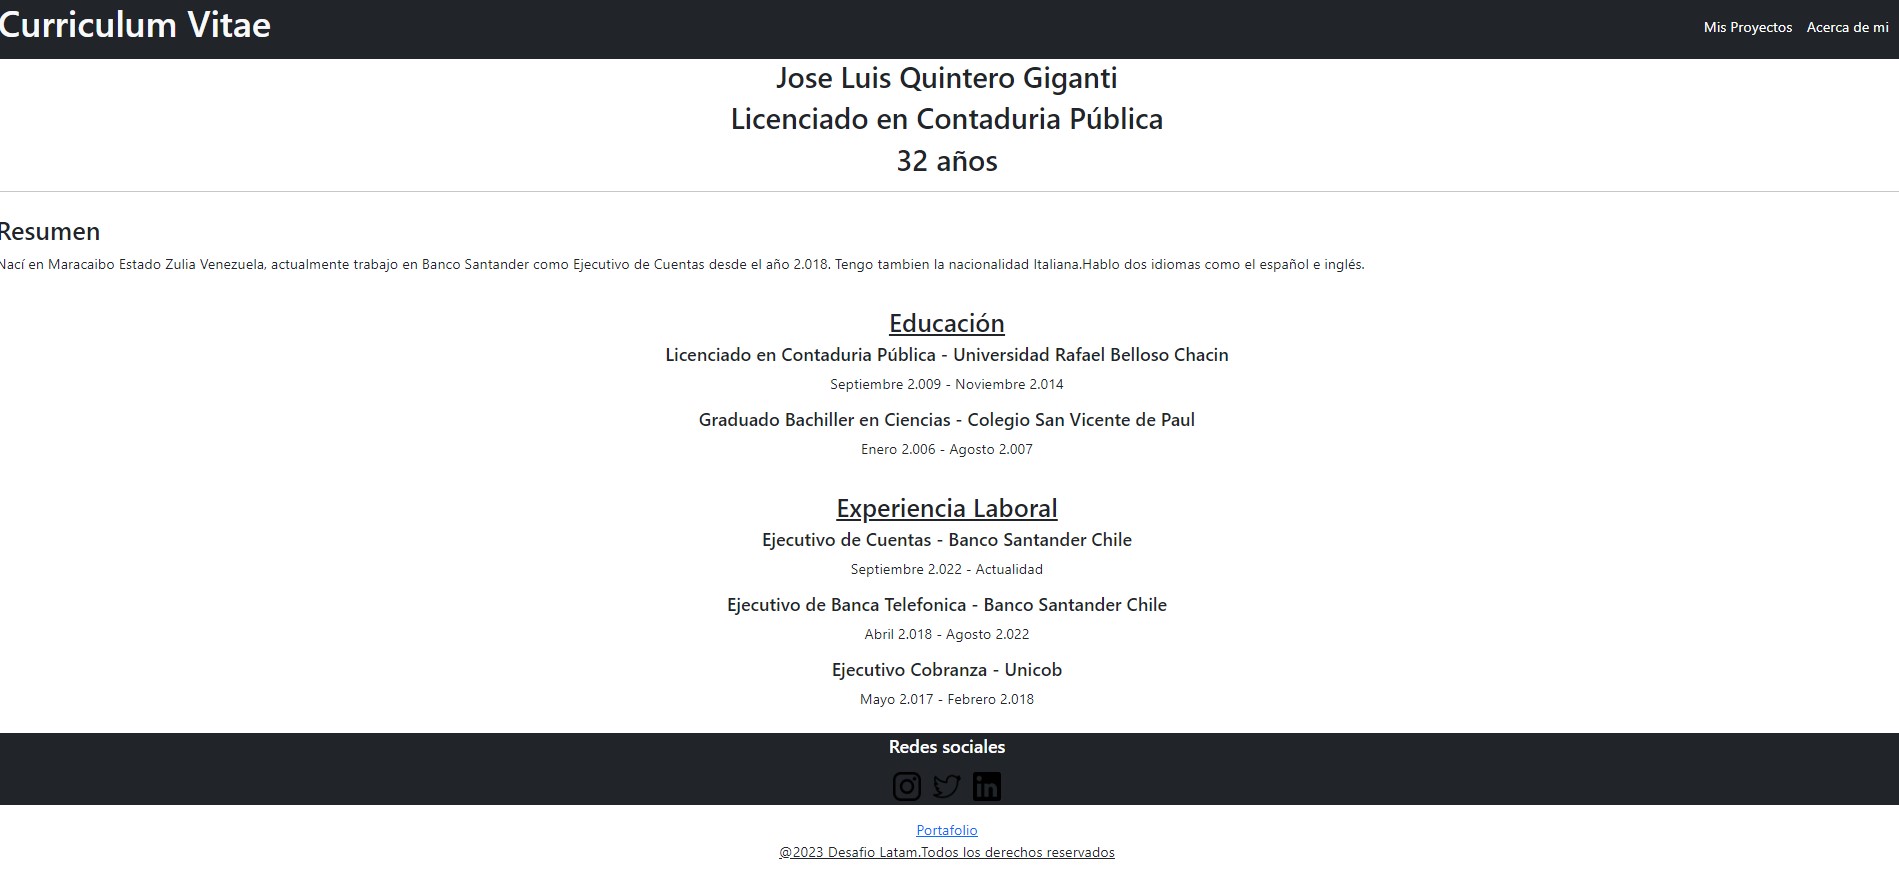 Curriculum Vitae
Mis Proyectos Acerca de mi
Jose Luis Quintero Giganti
Licenciado en Contaduria Pública
32 años
Resumen
Nací en Maracaibo Estado Zulia Venezuela, actualmente trabajo en Banco Santander como Ejecutivo de Cuentas desde el año 2.018. Tengo tambien la nacionalidad Italiana.Hablo dos idiomas como el español e inglés.
Educación
Licenciado en Contaduria Pública - Universidad Rafael Belloso Chacin
Septiembre 2.009 - Noviembre 2.014
Graduado Bachiller en Ciencias - Colegio San Vicente de Paul
Enero 2.006 - Agosto 2.007
Experiencia Laboral
Ejecutivo de Cuentas - Banco Santander Chile
Septiembre 2.022 - Actualidad
Ejecutivo de Banca Telefonica - Banco Santander Chile
Abril 2.018 - Agosto 2.022
Ejecutivo Cobranza - Unicob
Mayo 2.017 - Febrero 2.018
Redes sociales
in
Portafolio
@2023 Desafio Latam.Todos los derechos reservados